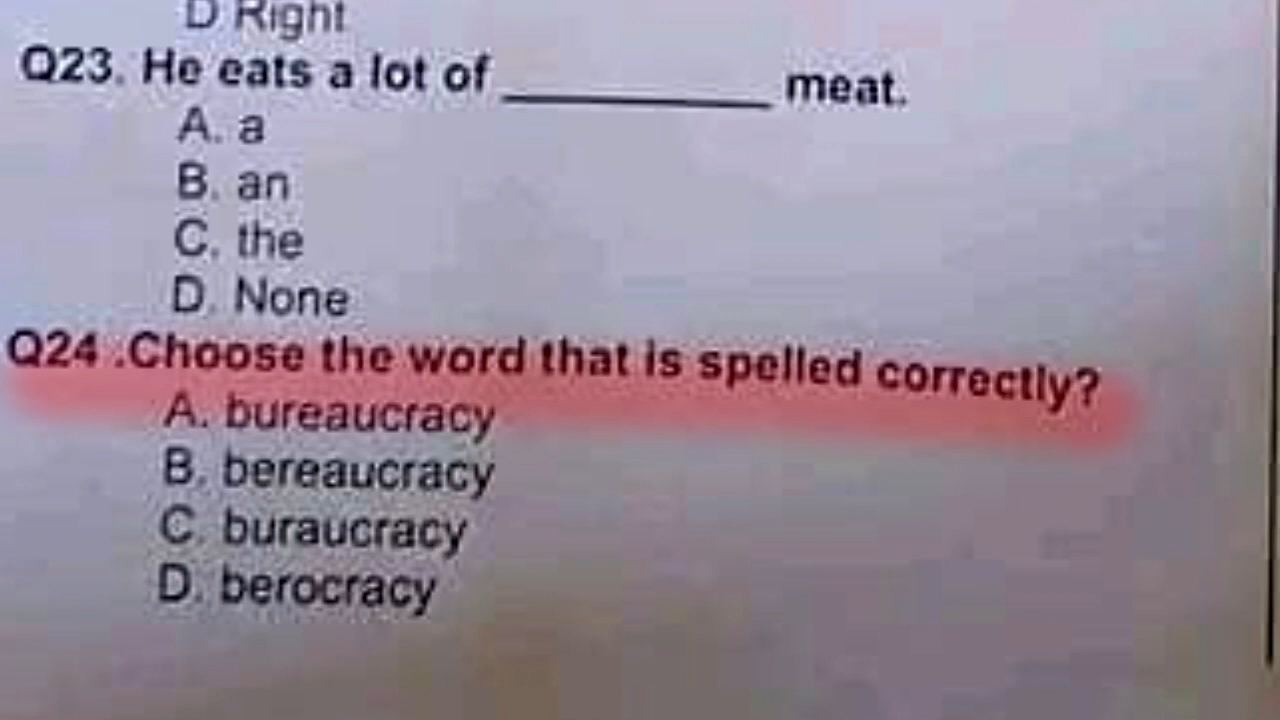 D Right
Q23. He eats a lot of __________ meat.
A. a
B. an
C. the
D. None
Q24 .Choose the word that is spelled correctly?
A. bureaucracy
B. bereaucracy
C. buraucracy
D. berocracy